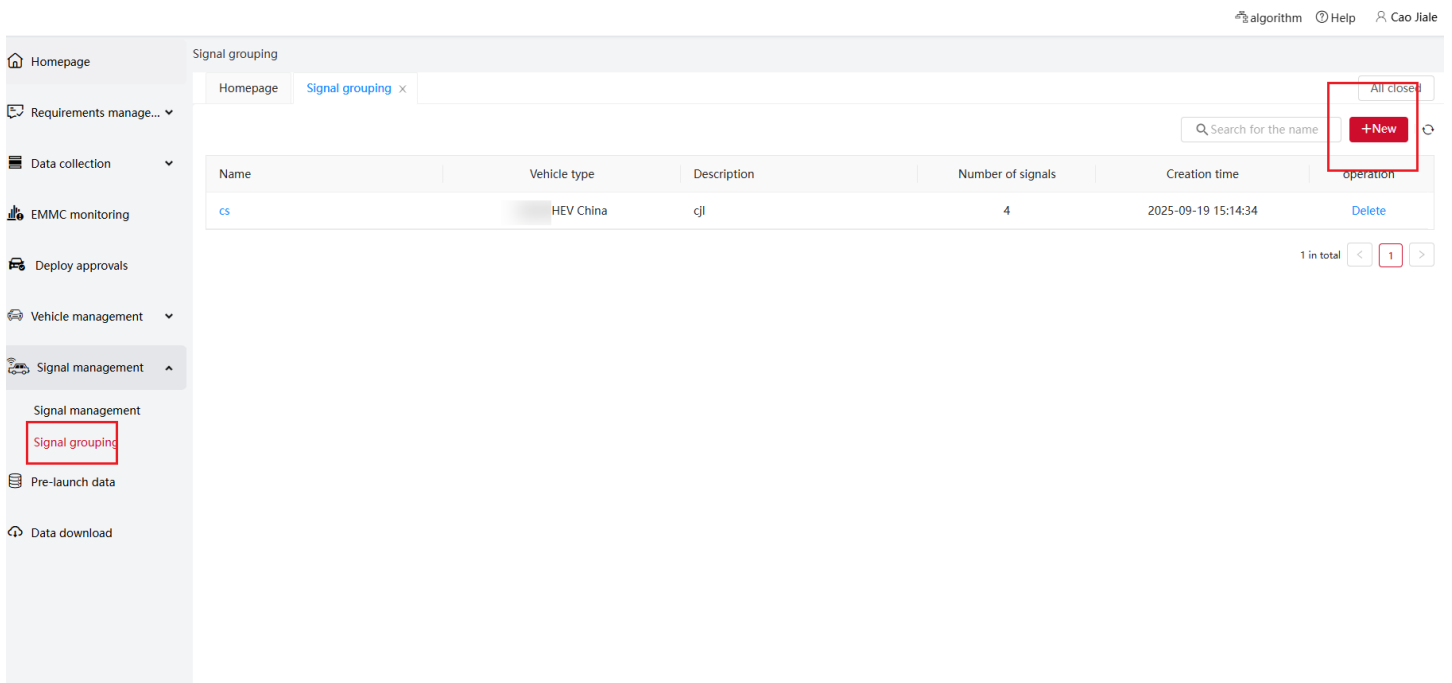 algorithm Help Cao Jiale
Signal grouping
Homepage Signal grouping × All closed
Search for the name +New
Name Vehicle type Description Number of signals Creation time operation
cs HEV China cjl 4 2025-09-19 15:14:34 Delete
1 in total < 1 >
Homepage
Requirements manage...
Data collection
EMMC monitoring
Deploy approvals
Vehicle management
Signal management
Signal management
Signal grouping
Pre-launch data
Data download